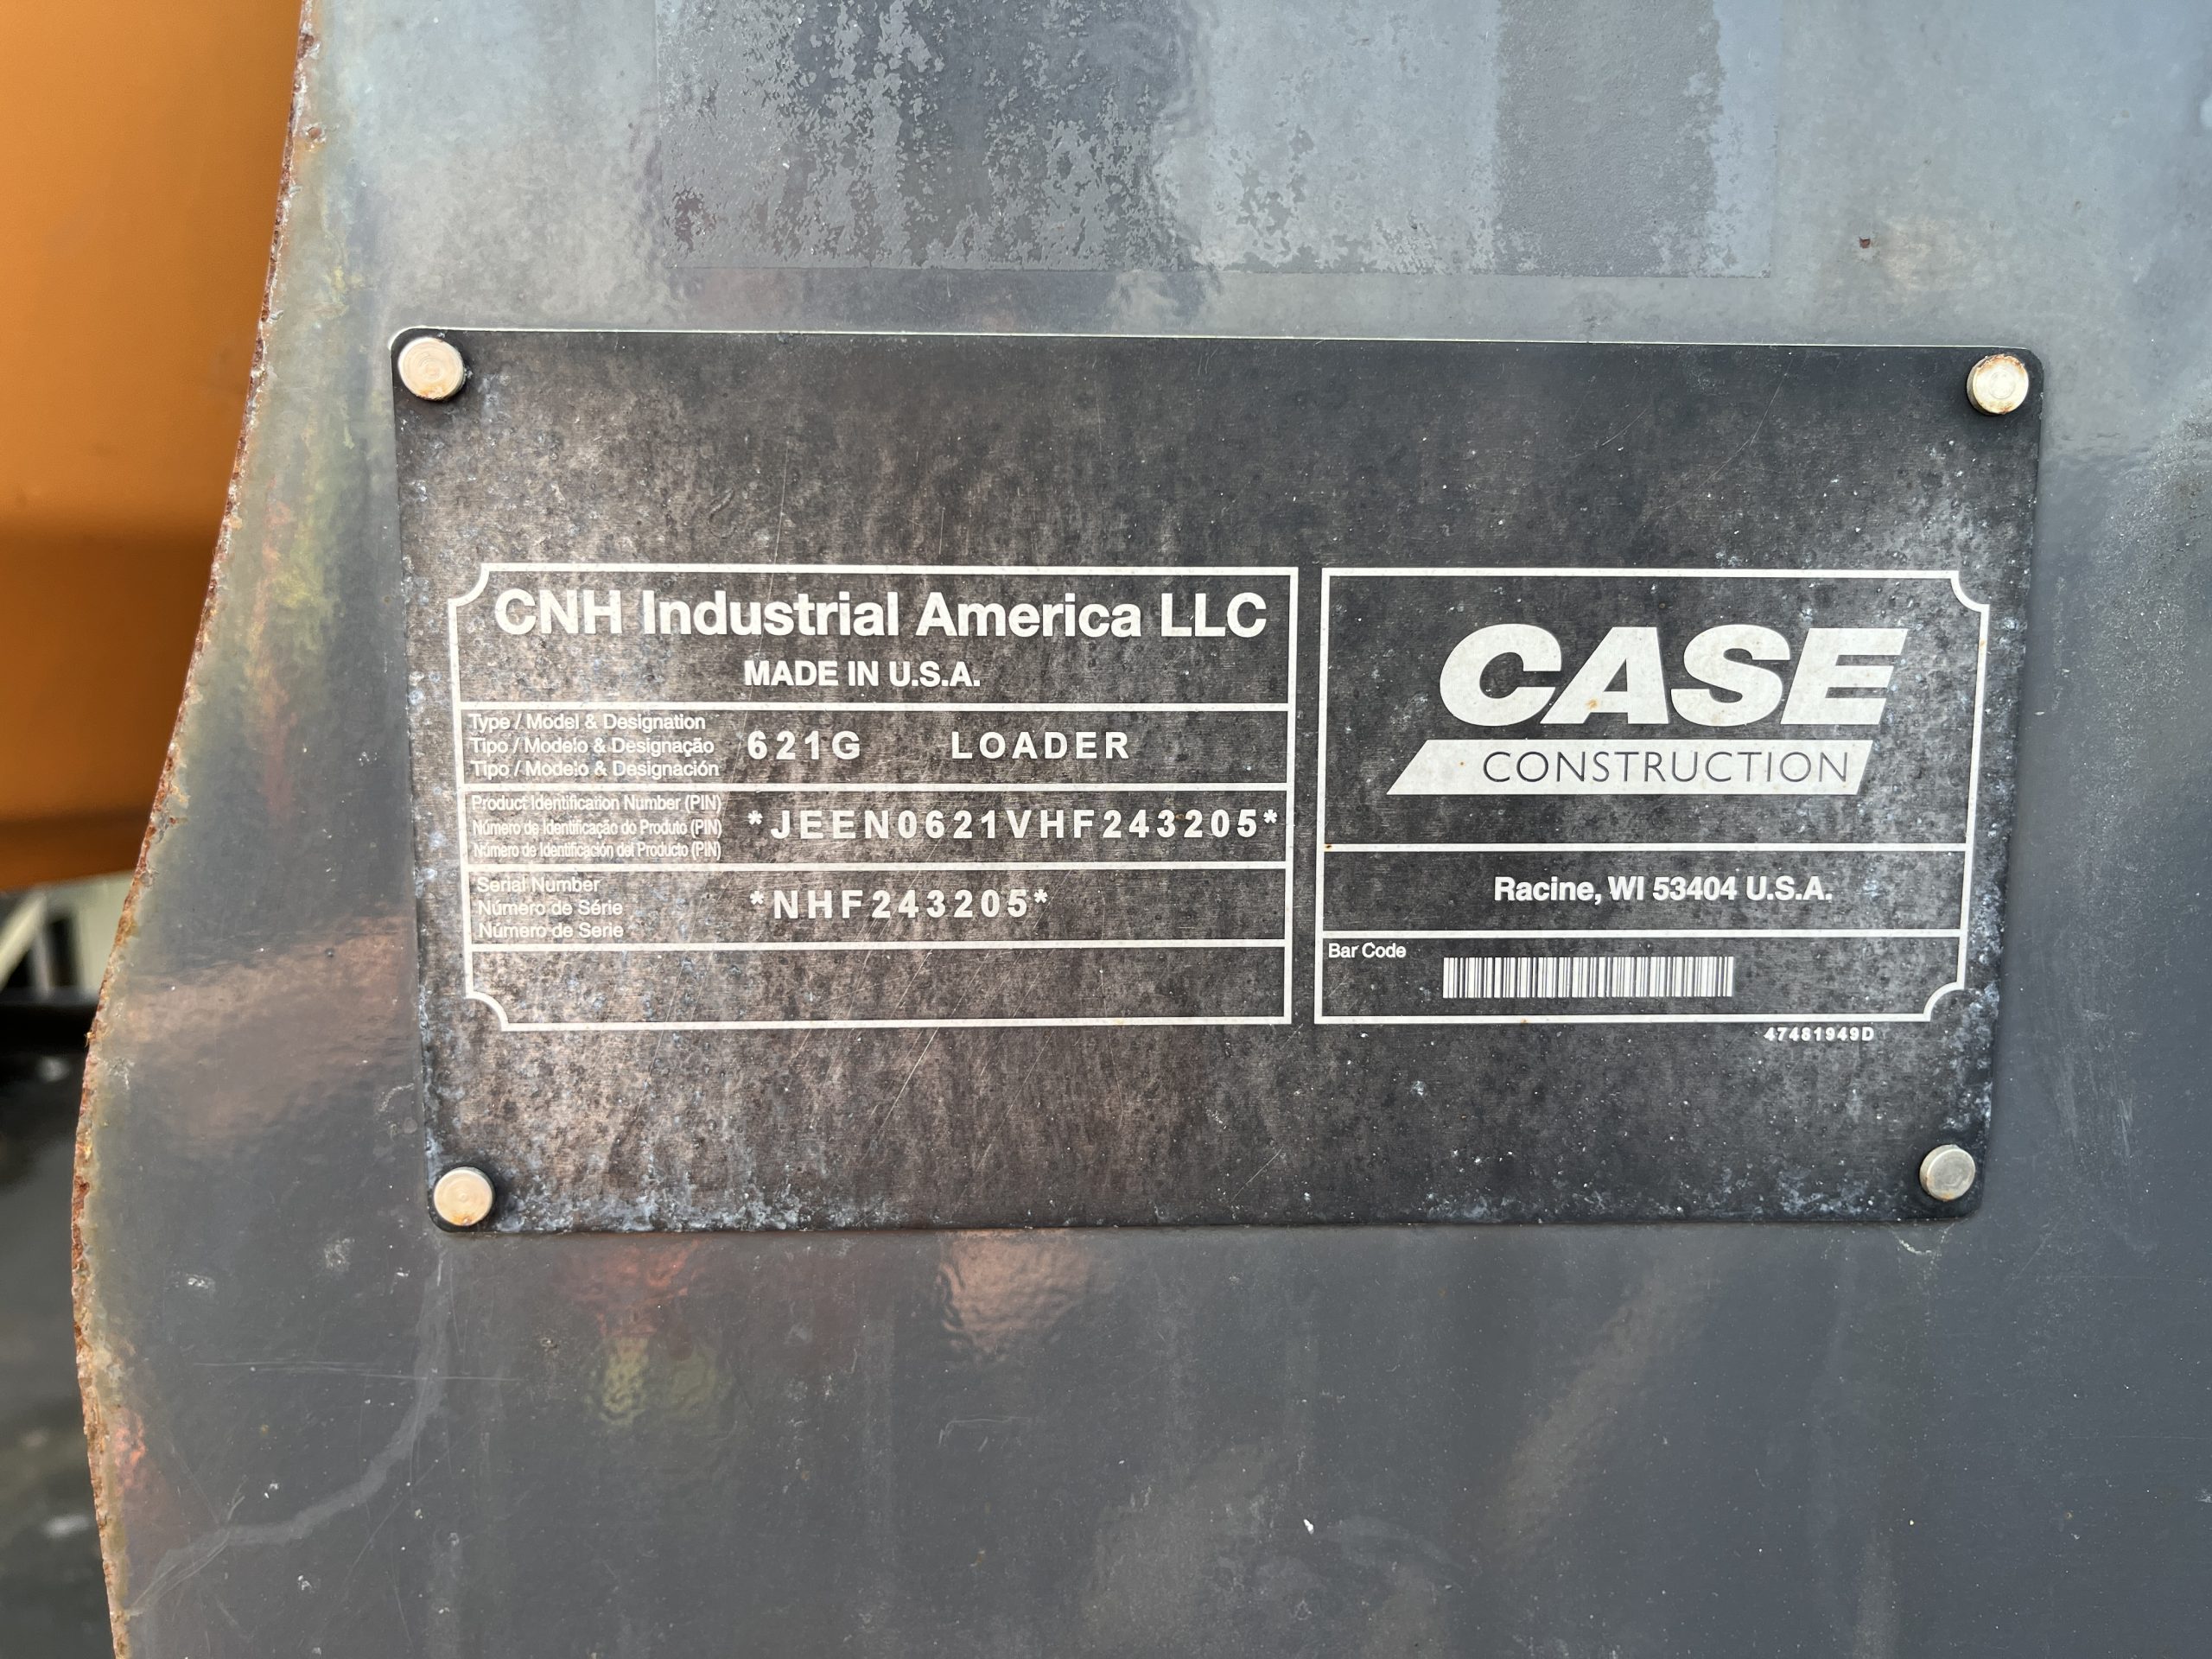 CNH Industrial America LLC
MADE IN U.S.A.
Type / Model & Designation
Tipo / Modelo & Designação
Tipo / Modelo & Designación
621G LOADER
Product Identification Number (PIN)
Número de Identificação do Produto (PIN)
Número de Identificación del Producto (PIN)
*JEEN0621VHF243205*
Serial Number
Número de Série
Número de Serie
*NHF243205*
CASE
CONSTRUCTION
Racine, WI 53404 U.S.A.
Bar Code
47481949D